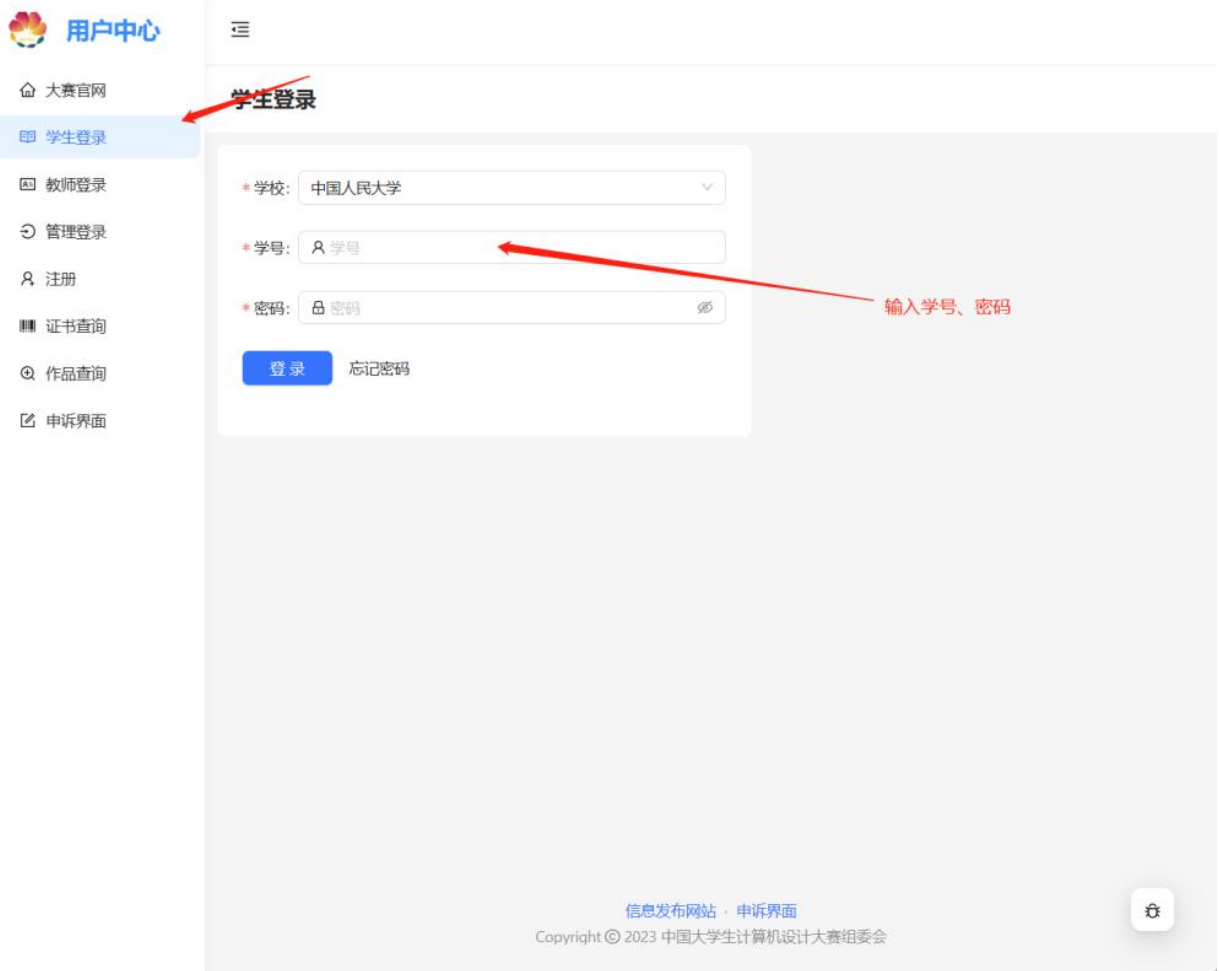 用户中心
大赛官网
学生登录
教师登录
管理登录
注册
证书查询
作品查询
申诉界面
学生登录
* 学校: 中国人民大学
* 学号: 学号
* 密码: 密码
输入学号、密码
登 录 忘记密码
信息发布网站 · 申诉界面
Copyright © 2023 中国大学生计算机设计大赛组委会